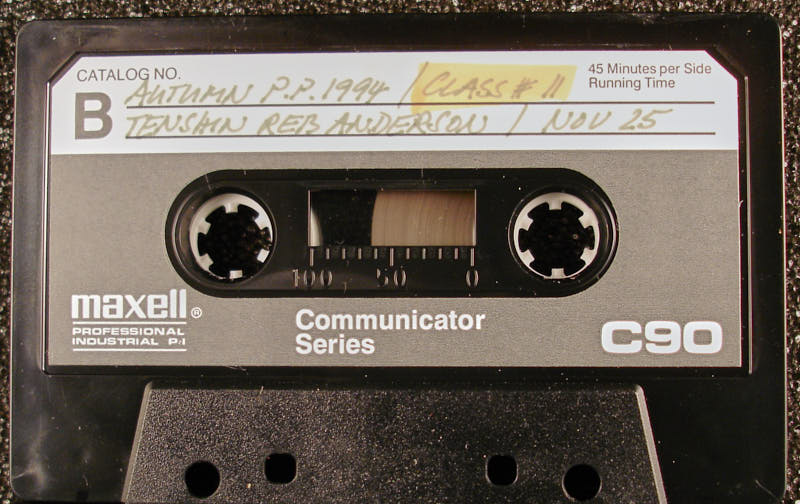 CATALOG NO.
45 Minutes per Side
Running Time
B
AUTUMN P.P. 1994 / CLASS # 11
TENSHIN REB ANDERSON / NOV 25
100 50 0
maxell®
PROFESSIONAL
INDUSTRIAL P/I
Communicator
Series
C90